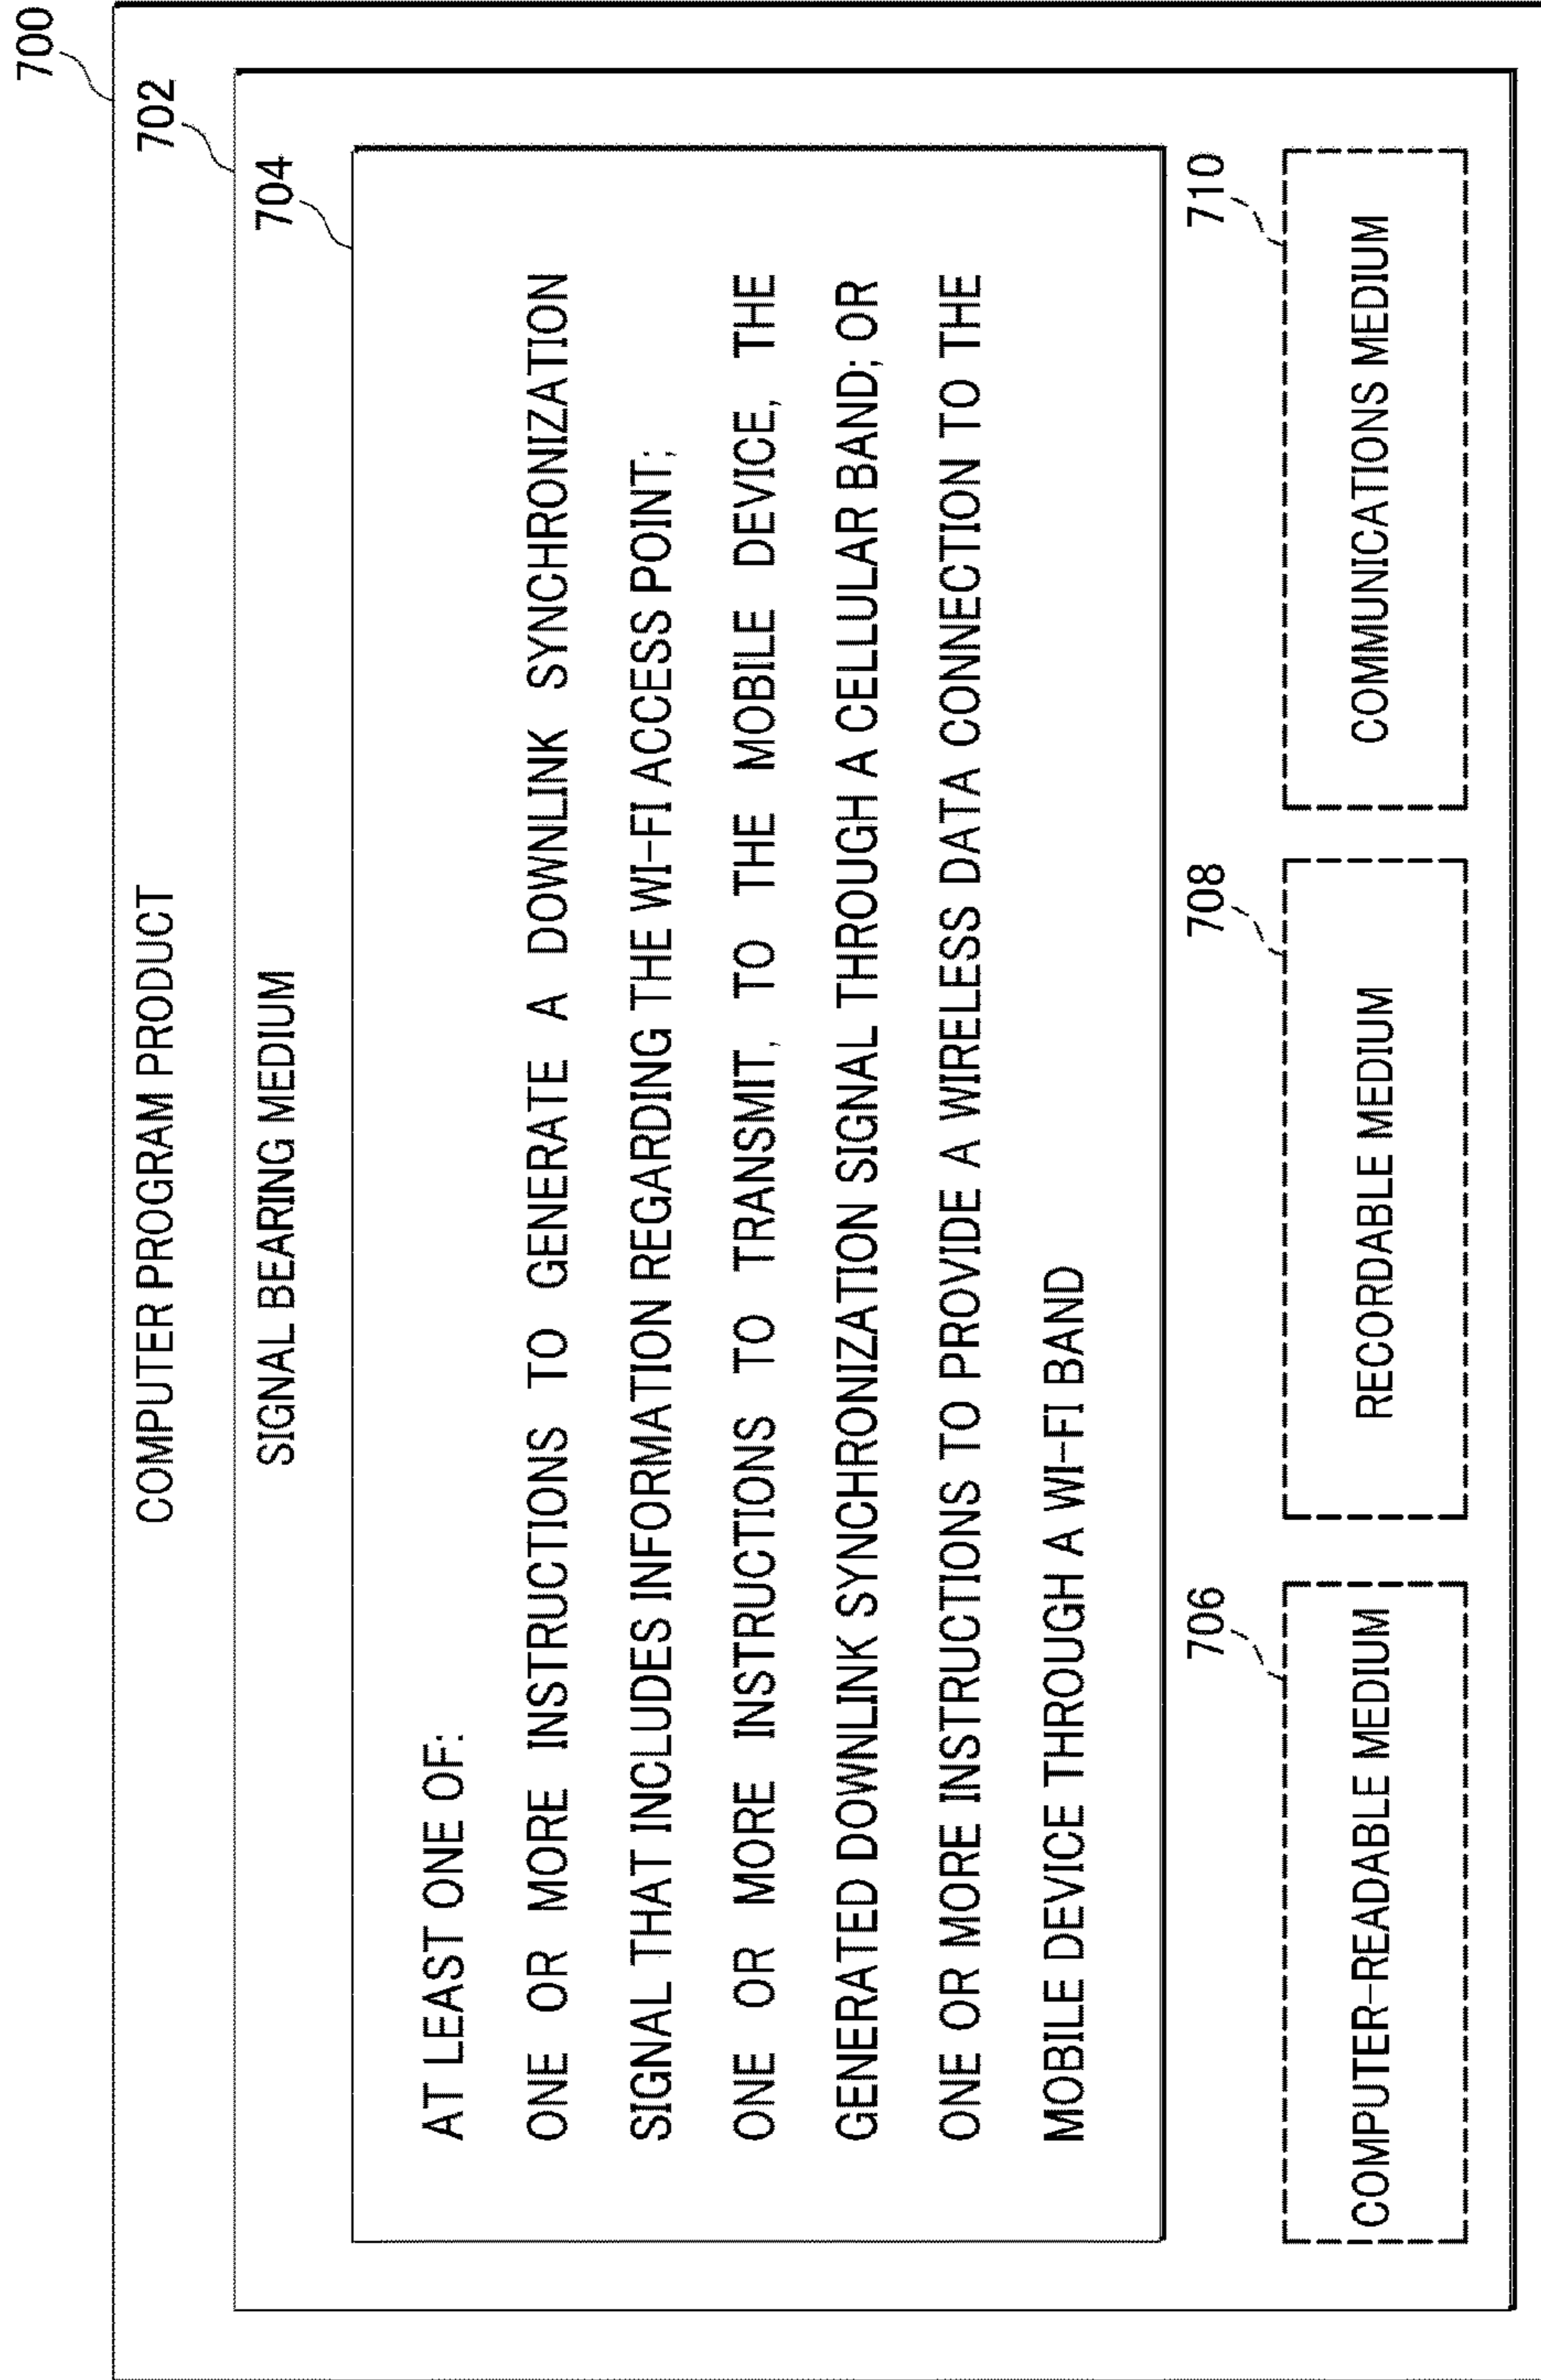 700
COMPUTER PROGRAM PRODUCT
702
SIGNAL BEARING MEDIUM
704
AT LEAST ONE OF:
ONE OR MORE INSTRUCTIONS TO GENERATE A DOWNLINK SYNCHRONIZATION
SIGNAL THAT INCLUDES INFORMATION REGARDING THE WI-FI ACCESS POINT;
ONE OR MORE INSTRUCTIONS TO TRANSMIT, TO THE MOBILE DEVICE, THE
GENERATED DOWNLINK SYNCHRONIZATION SIGNAL THROUGH A CELLULAR BAND; OR
ONE OR MORE INSTRUCTIONS TO PROVIDE A WIRELESS DATA CONNECTION TO THE
MOBILE DEVICE THROUGH A WI-FI BAND
706
COMPUTER-READABLE MEDIUM
708
RECORDABLE MEDIUM
710
COMMUNICATIONS MEDIUM